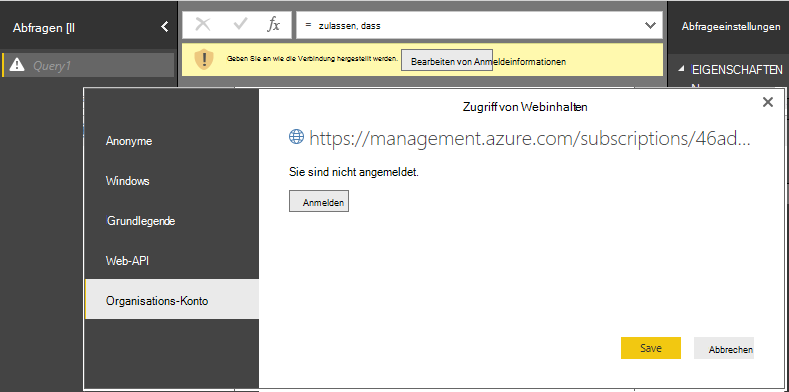 Abfragen [II
fx
= zulassen, dass
Abfrageeinstellungen
Query1
Geben Sie an wie die Verbindung hergestellt werden.
Bearbeiten von Anmeldeinformationen
EIGENSCHAFTEN
Zugriff von Webinhalten
https://management.azure.com/subscriptions/46ad...
Anonyme
Windows
Grundlegende
Web-API
Organisations-Konto
Sie sind nicht angemeldet.
Anmelden
Save
Abbrechen